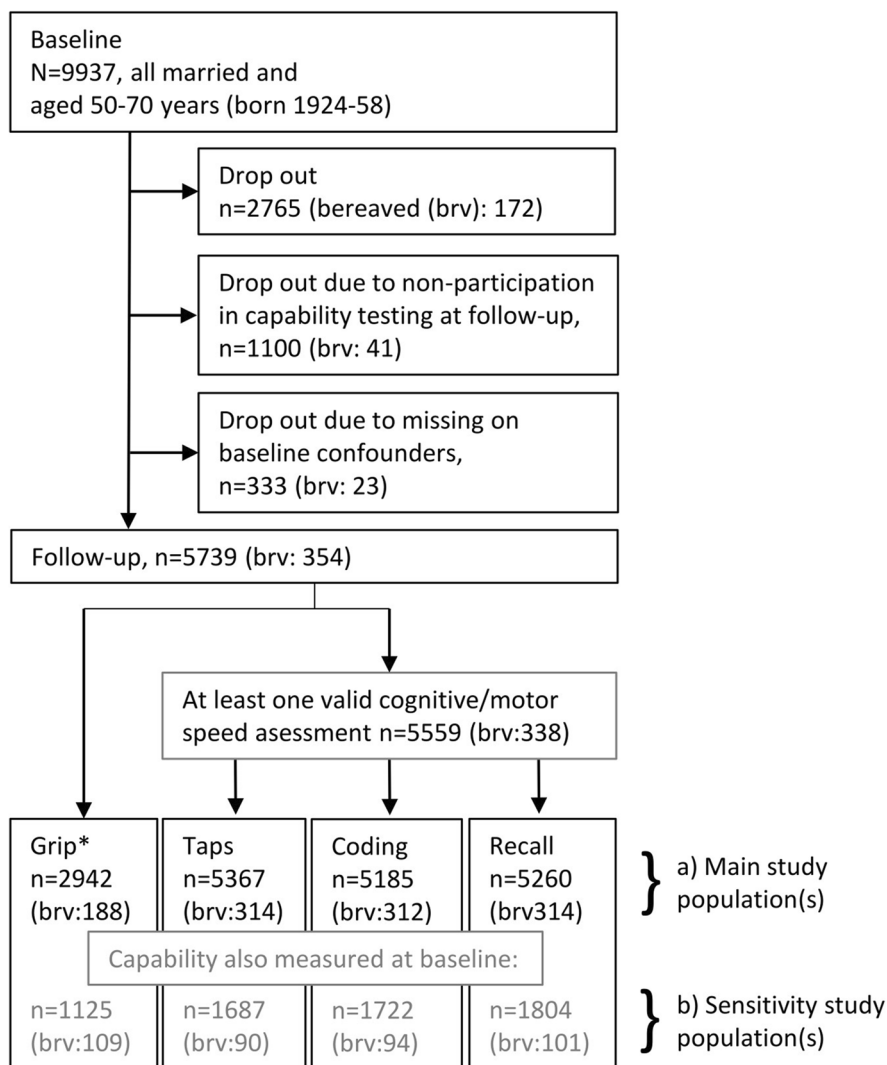 Baseline
N=9937, all married and
aged 50-70 years (born 1924-58)
Drop out
n=2765 (bereaved (brv): 172)
Drop out due to non-participation
in capability testing at follow-up,
n=1100 (brv: 41)
Drop out due to missing on
baseline confounders,
n=333 (brv: 23)
Follow-up, n=5739 (brv: 354)
At least one valid cognitive/motor
speed asessment n=5559 (brv:338)
Grip*
n=2942
(brv:188)
Taps
n=5367
(brv:314)
Coding
n=5185
(brv:312)
Recall
n=5260
(brv314)
} a) Main study
population(s)
Capability also measured at baseline:
n=1125
(brv:109)
n=1687
(brv:90)
n=1722
(brv:94)
n=1804
(brv:101)
} b) Sensitivity study
population(s)